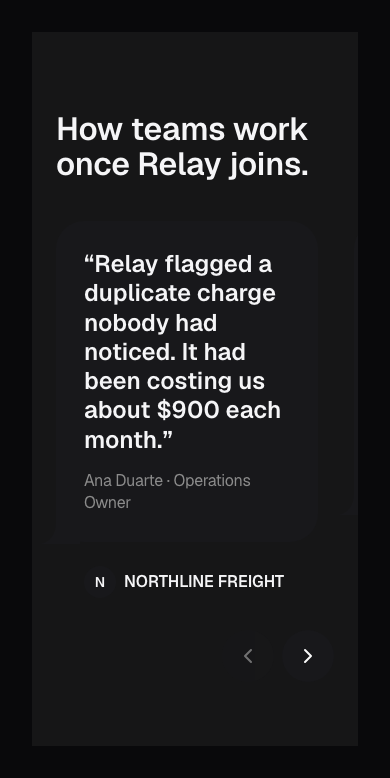 How teams work
once Relay joins.
“Relay flagged a
duplicate charge
nobody had
noticed. It had
been costing us
about $900 each
month.”
Ana Duarte · Operations
Owner
N NORTHLINE FREIGHT